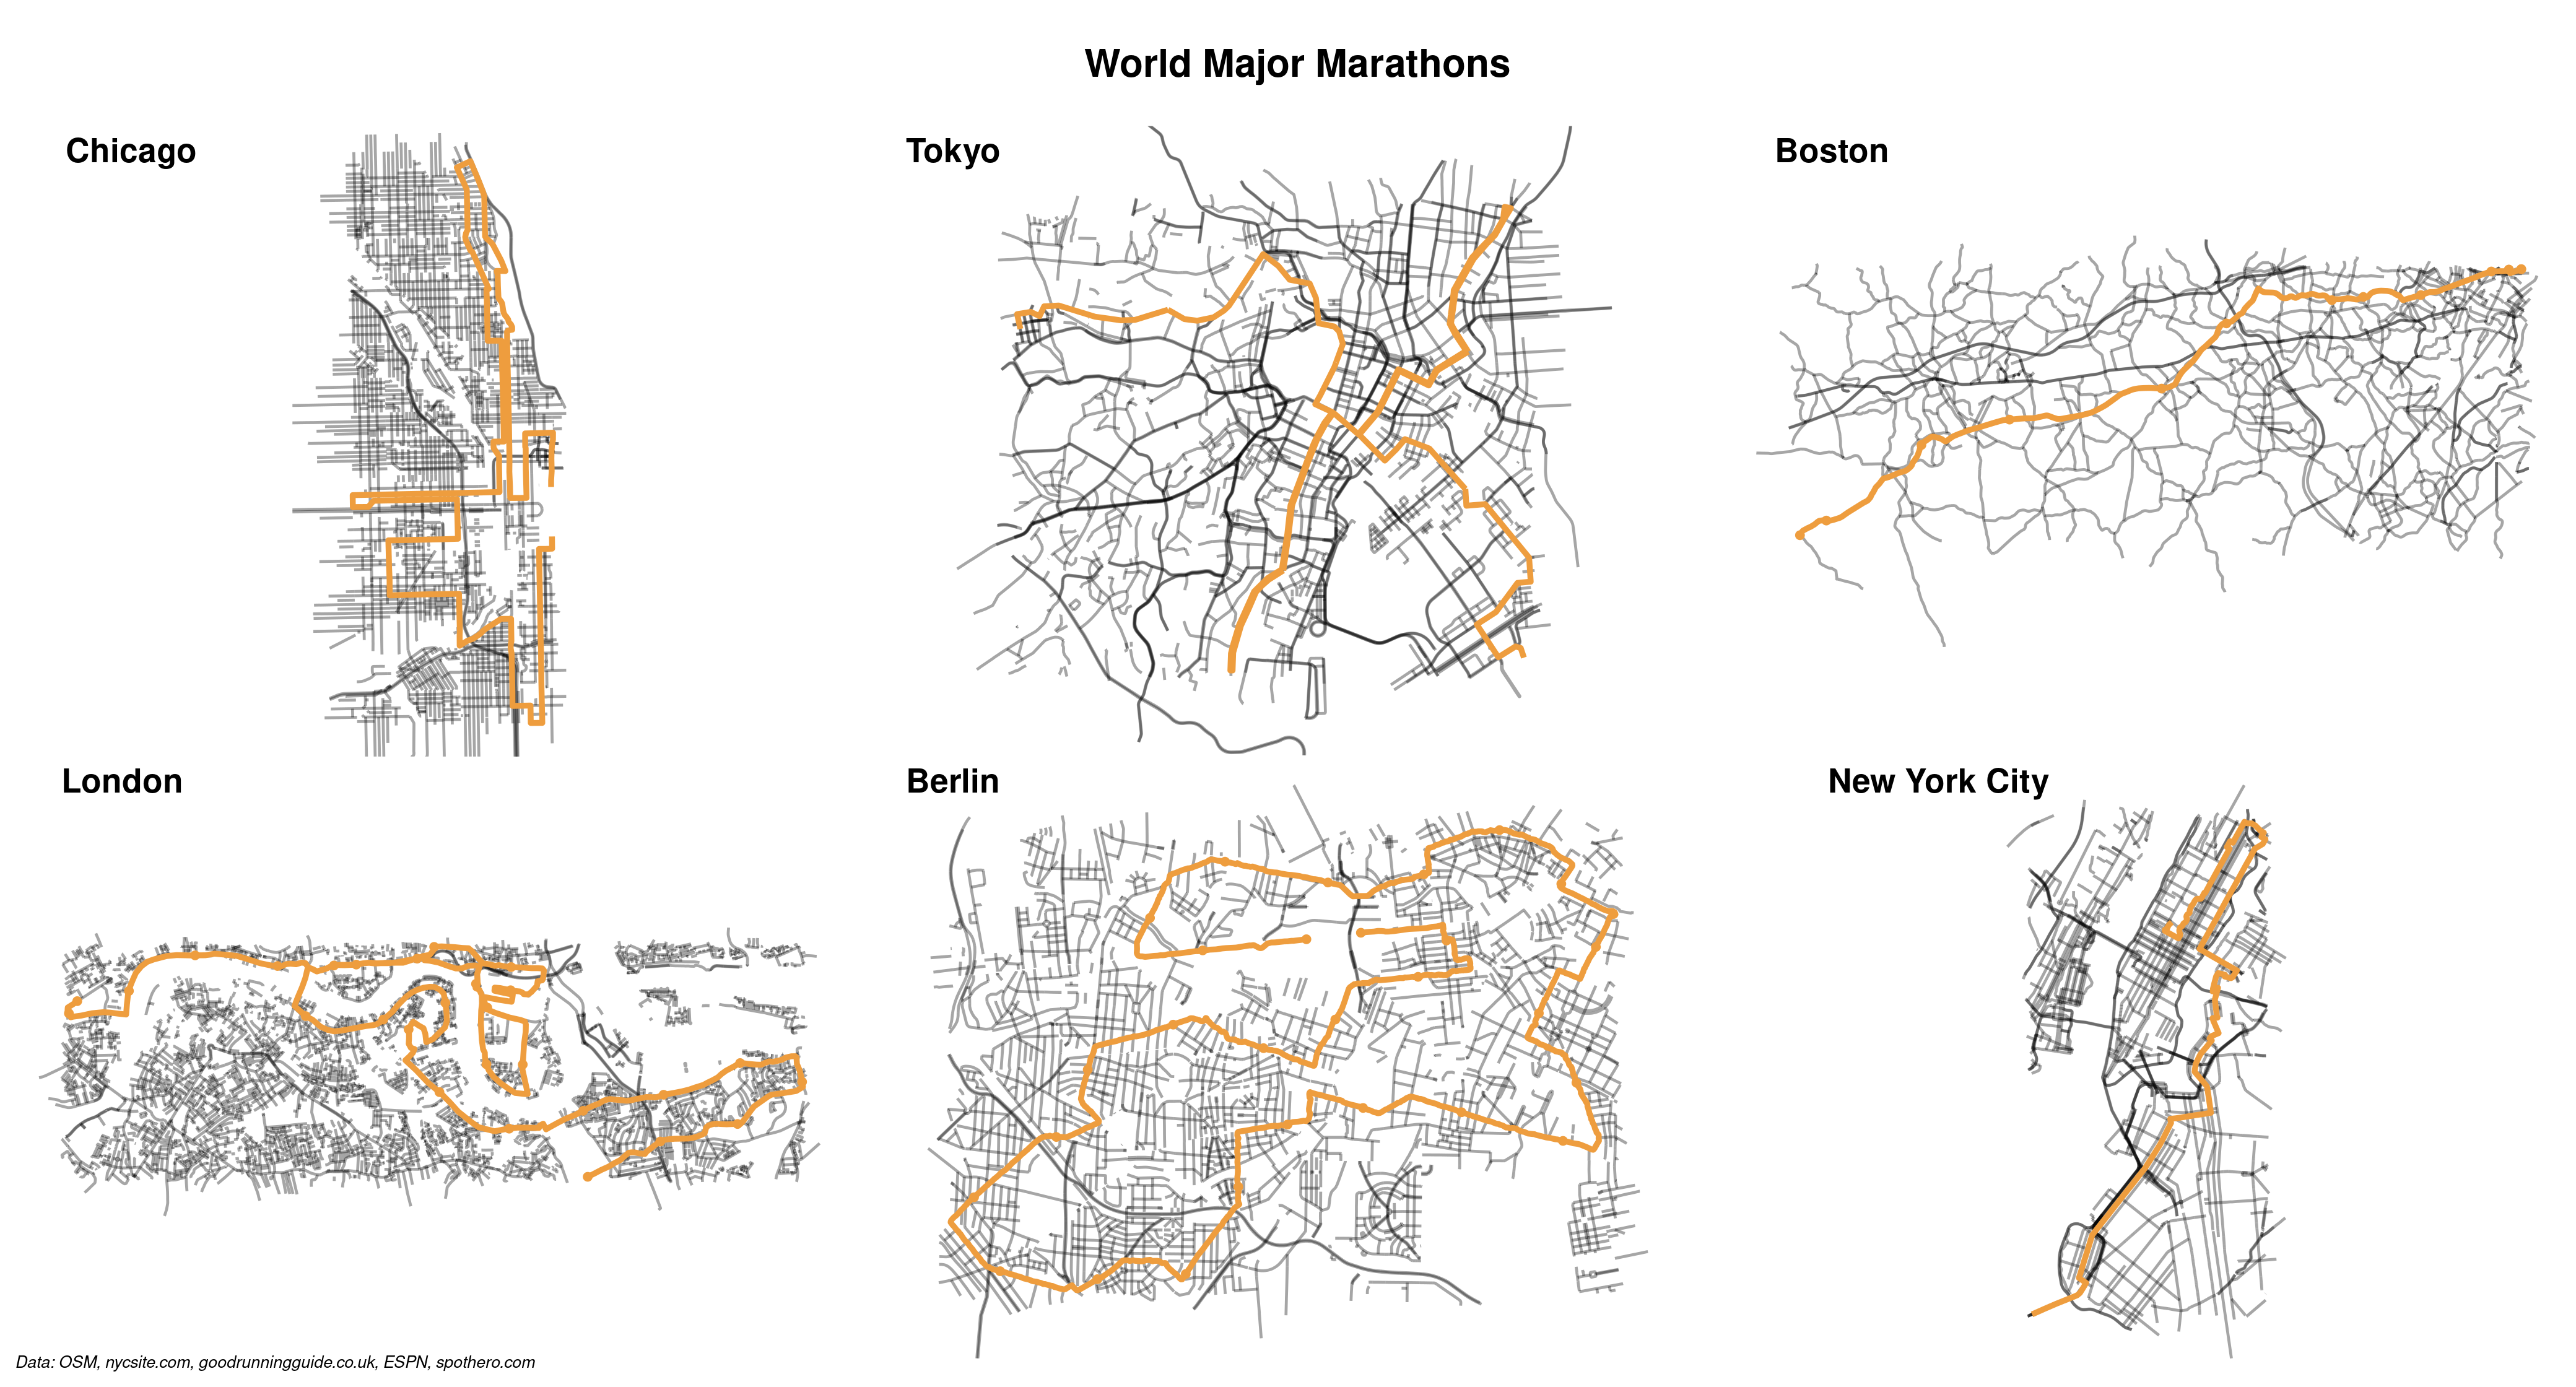 World Major Marathons
Chicago
Tokyo
Boston
London
Berlin
New York City
Data: OSM, nycsite.com, goodrunningguide.co.uk, ESPN, spothero.com